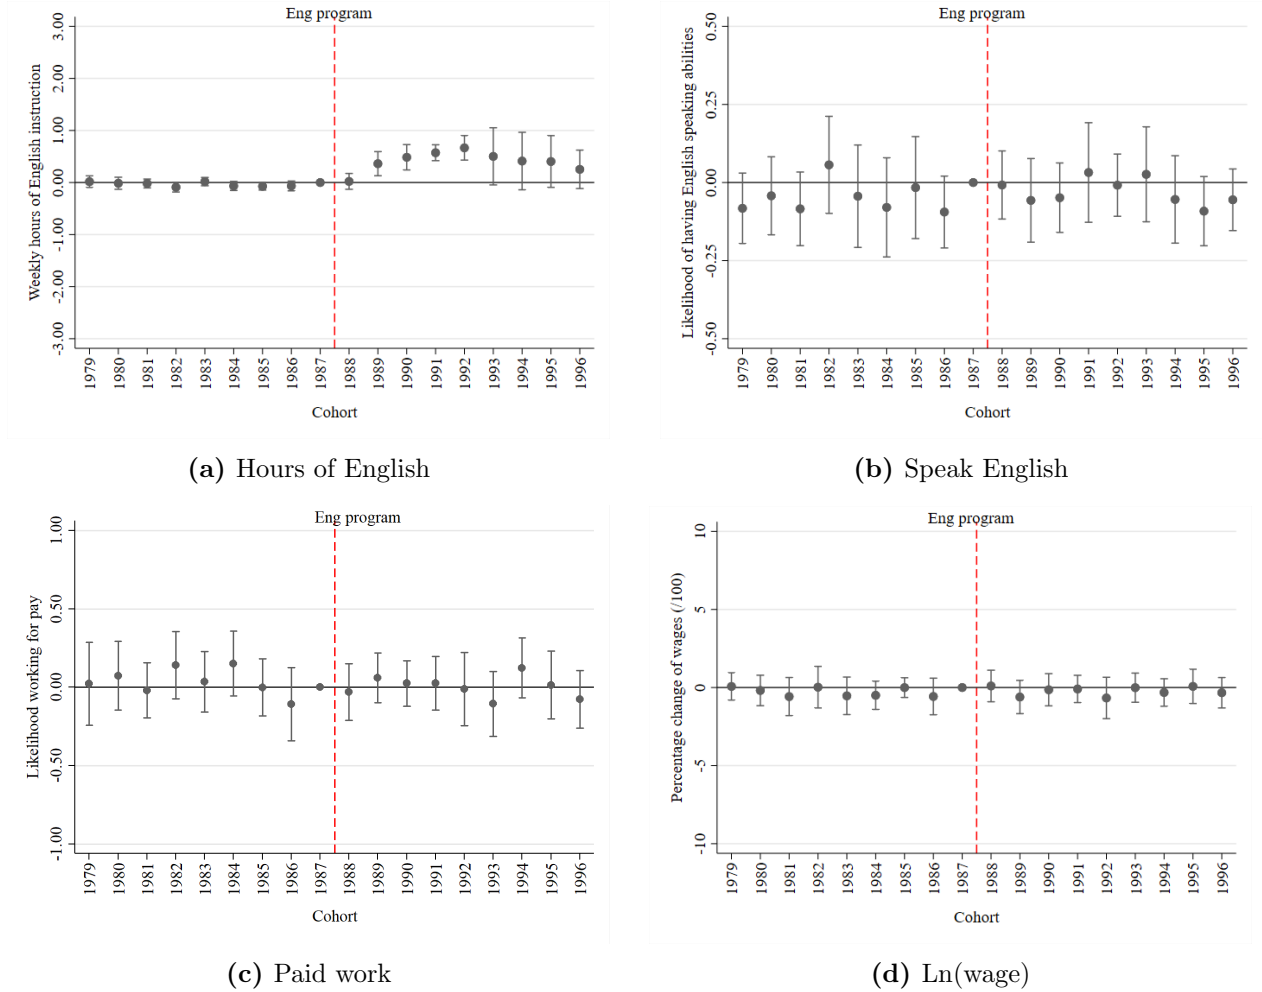 Eng program
3.00
2.00
1.00
0.00
-1.00
-2.00
-3.00
Weekly hours of English instruction
1979 1980 1981 1982 1983 1984 1985 1986 1987 1988 1989 1990 1991 1992 1993 1994 1995 1996
Cohort
(a) Hours of English
Eng program
0.50
0.25
0.00
-0.25
-0.50
Likelihood of having English speaking abilities
1979 1980 1981 1982 1983 1984 1985 1986 1987 1988 1989 1990 1991 1992 1993 1994 1995 1996
Cohort
(b) Speak English
Eng program
1.00
0.50
0.00
-0.50
-1.00
Likelihood working for pay
1979 1980 1981 1982 1983 1984 1985 1986 1987 1988 1989 1990 1991 1992 1993 1994 1995 1996
Cohort
(c) Paid work
Eng program
10
5
0
-5
-10
Percentage change of wages (/100)
1979 1980 1981 1982 1983 1984 1985 1986 1987 1988 1989 1990 1991 1992 1993 1994 1995 1996
Cohort
(d) Ln(wage)